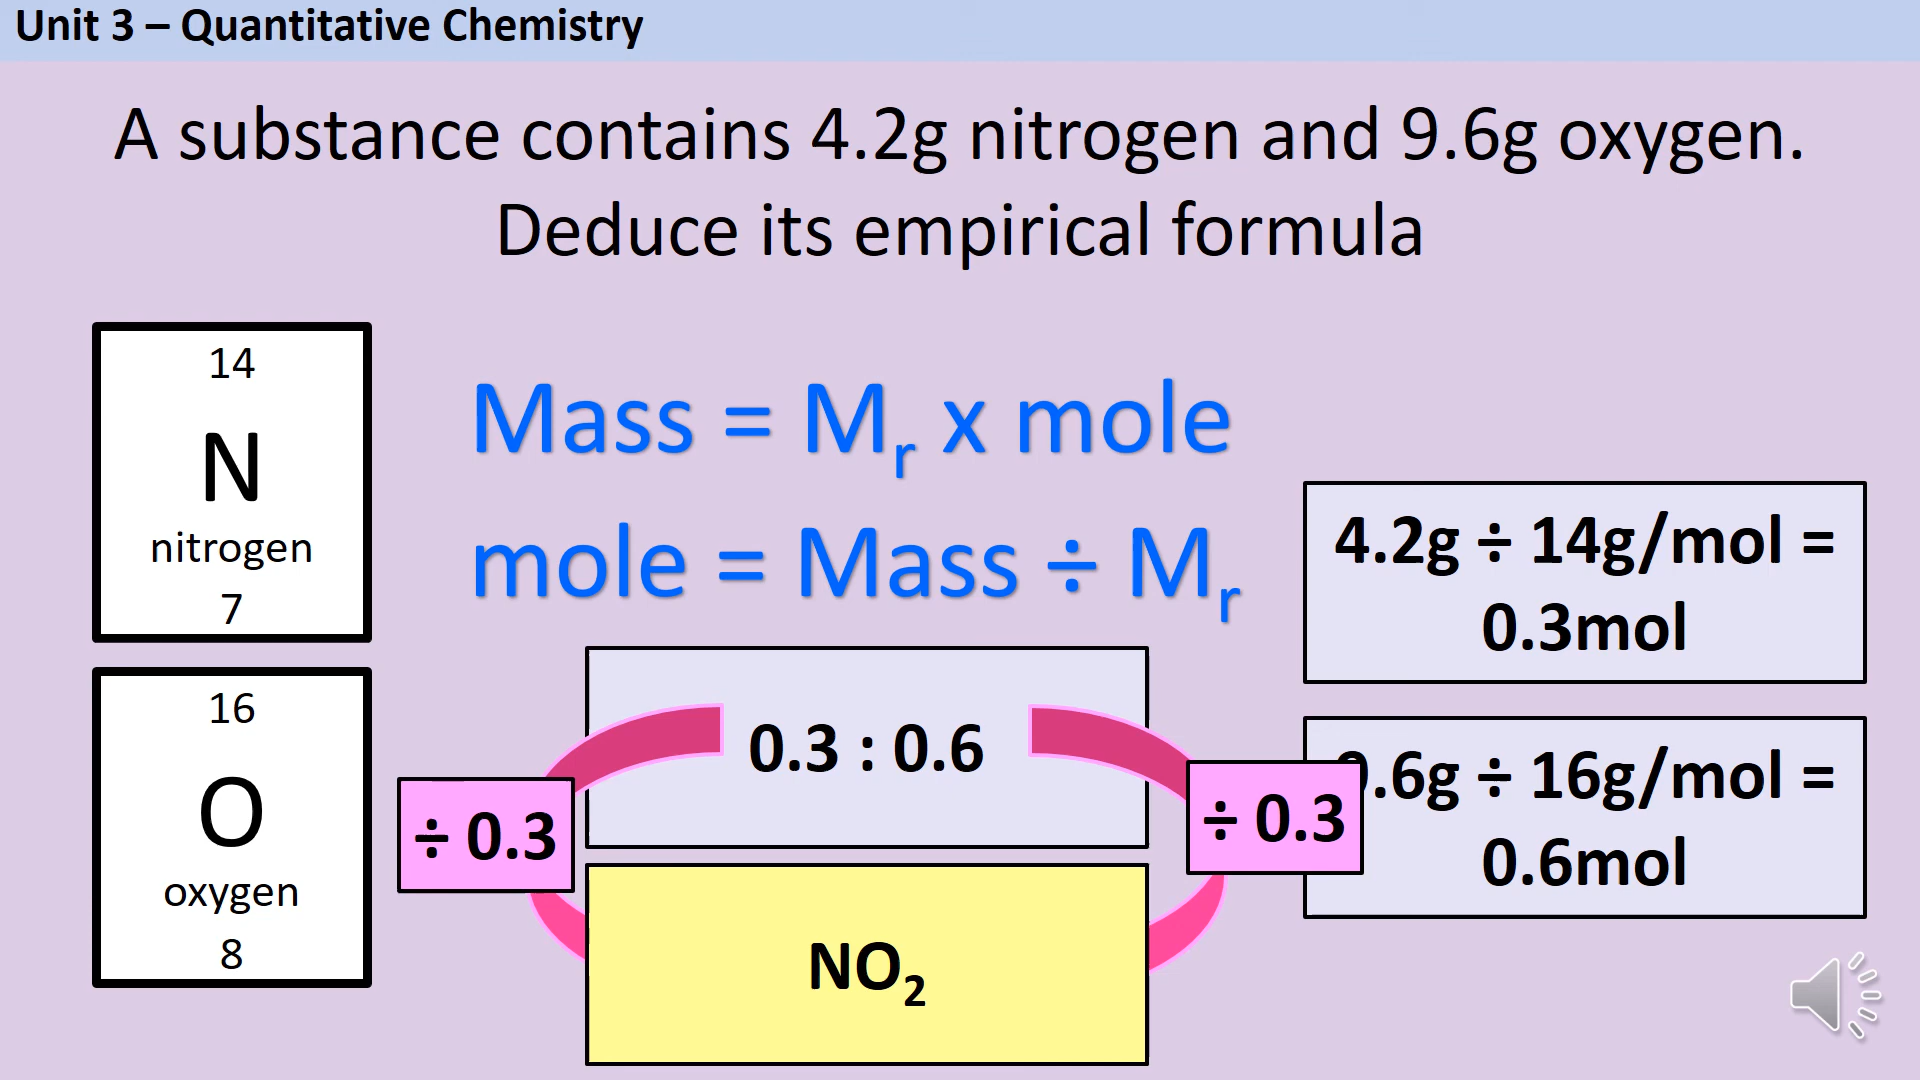 Unit 3 – Quantitative Chemistry
A substance contains 4.2g nitrogen and 9.6g oxygen.
Deduce its empirical formula
14
N
nitrogen
7
16
O
oxygen
8
Mass = Mr x mole
mole = Mass ÷ Mr
4.2g ÷ 14g/mol =
0.3mol
9.6g ÷ 16g/mol =
0.6mol
0.3 : 0.6
÷ 0.3
÷ 0.3
NO₂